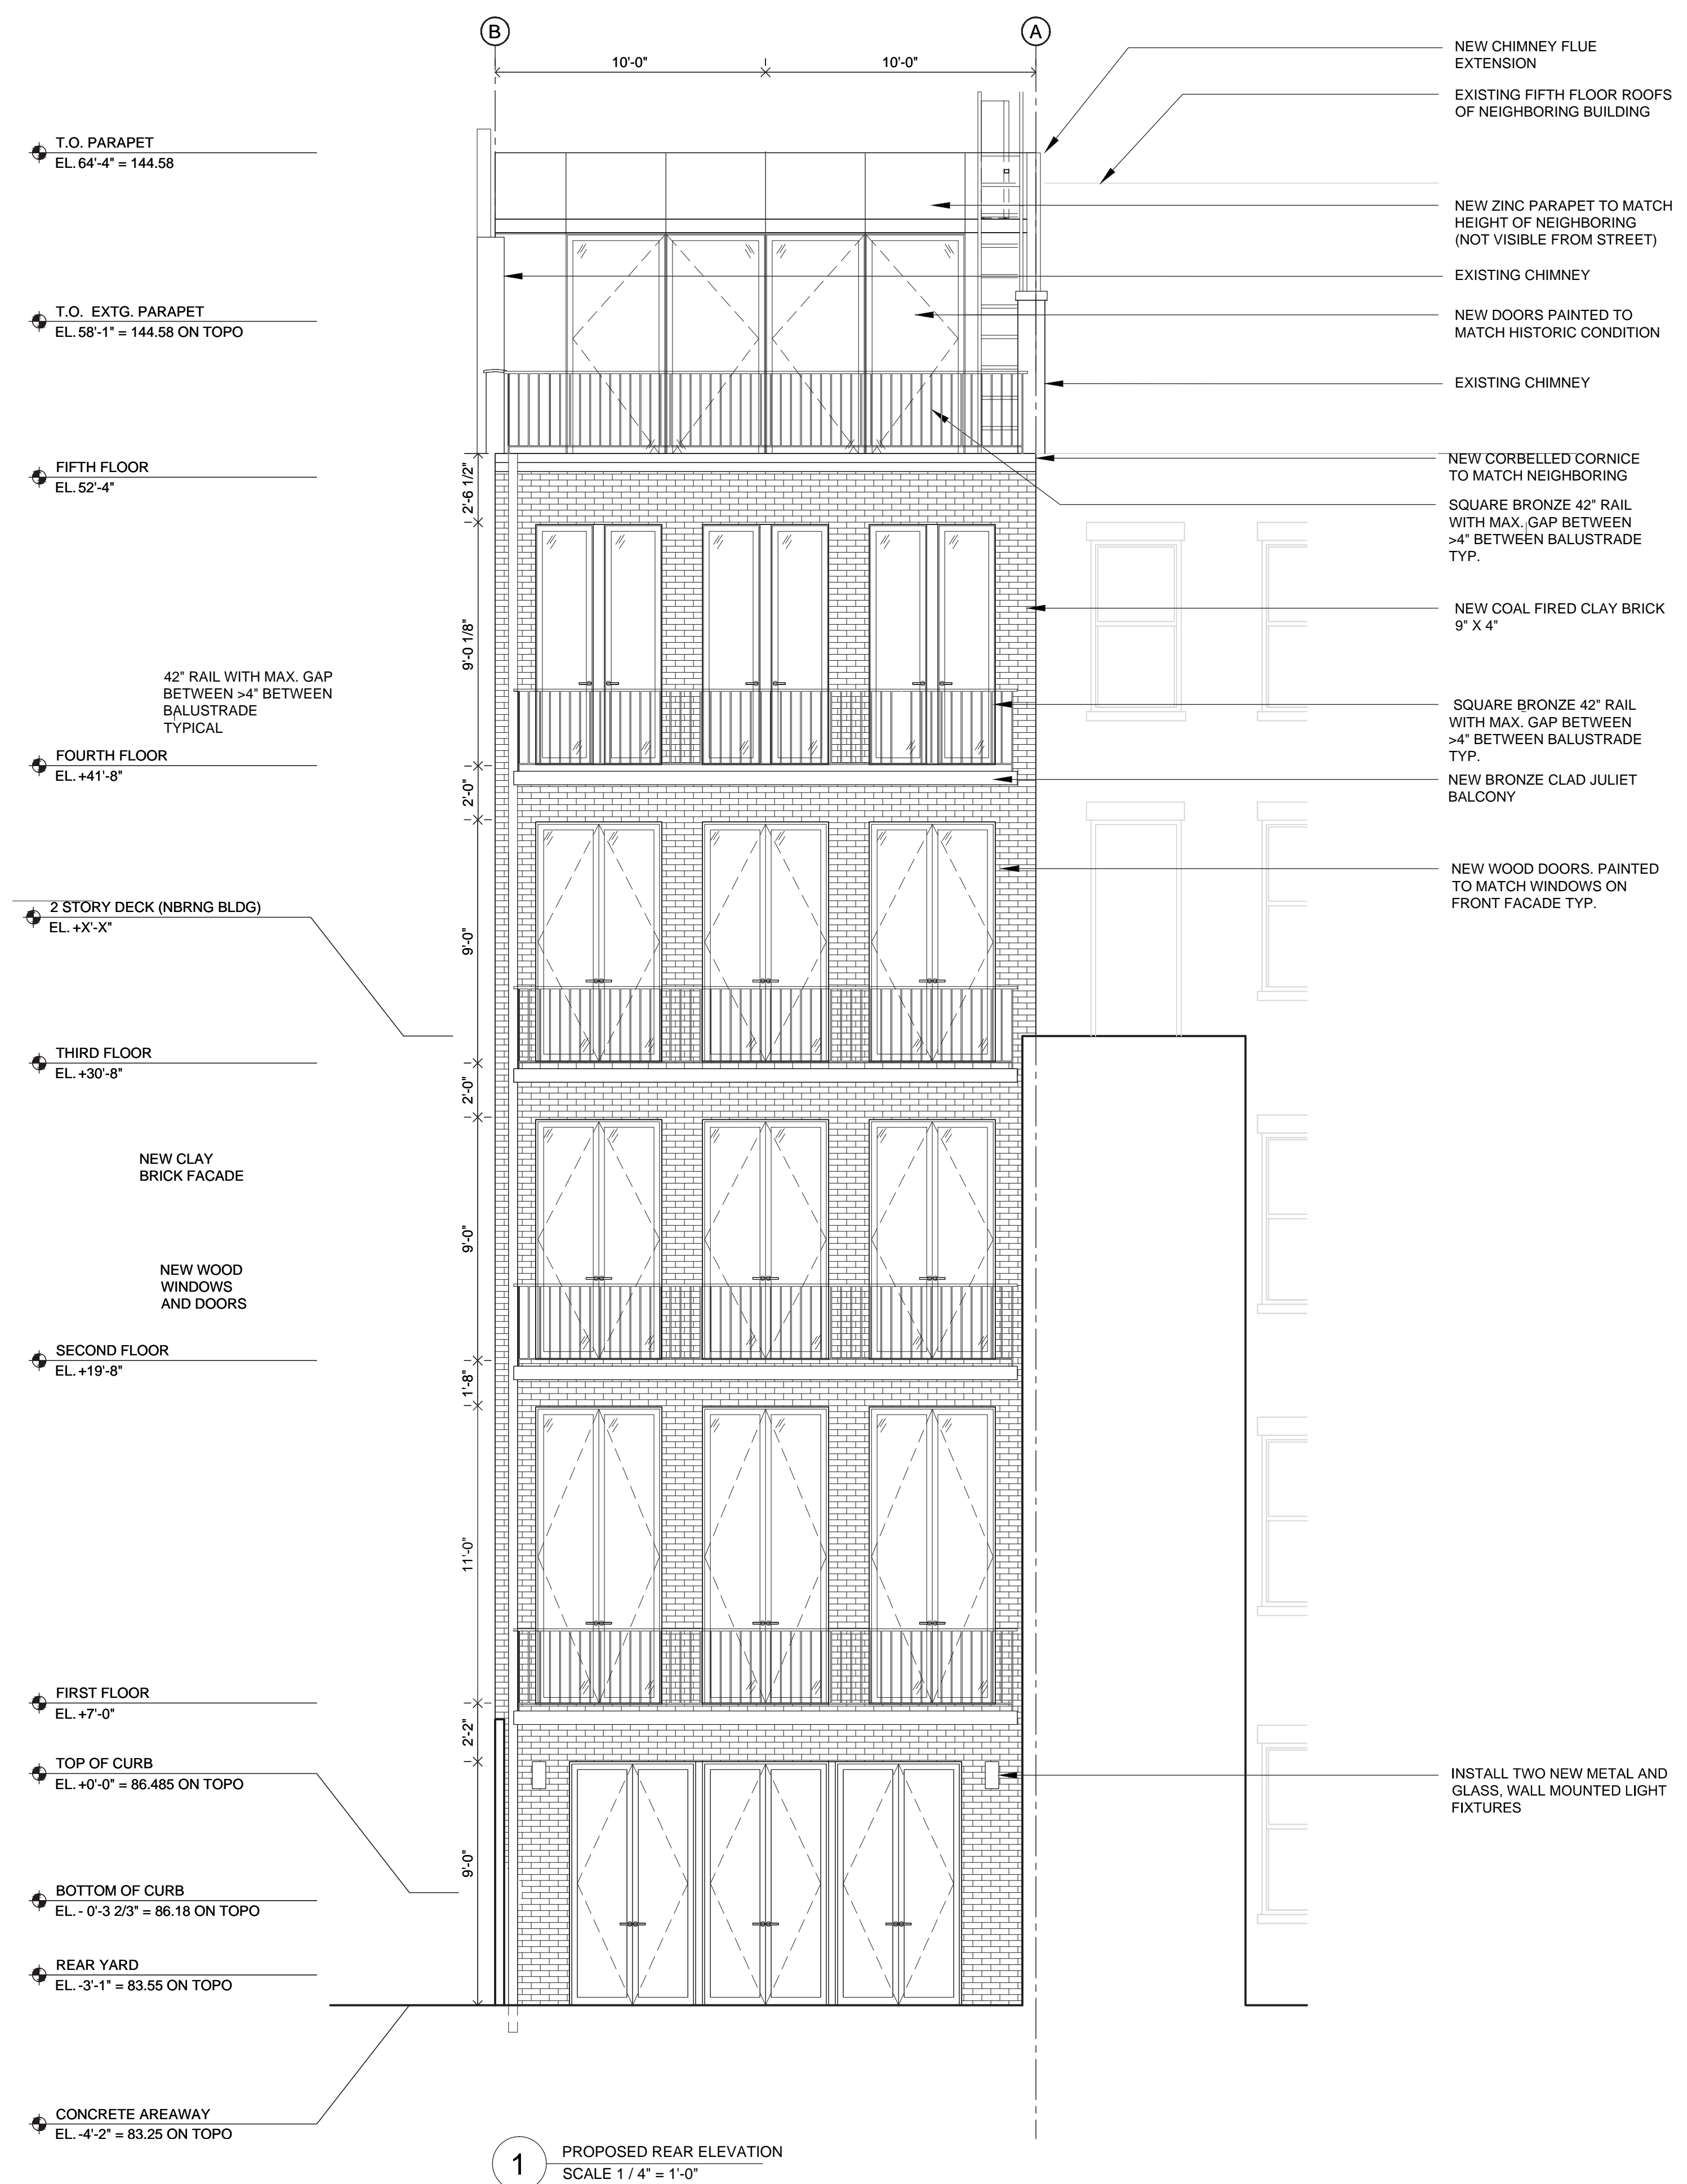 B
A
10'-0"
10'-0"
T.O. PARAPET
EL. 64'-4" = 144.58
T.O. EXTG. PARAPET
EL. 58'-1" = 144.58 ON TOPO
FIFTH FLOOR
EL. 52'-4"
42" RAIL WITH MAX. GAP
BETWEEN >4" BETWEEN
BALUSTRADE
TYPICAL
FOURTH FLOOR
EL. +41'-8"
2 STORY DECK (NBRNG BLDG)
EL. +X'-X"
THIRD FLOOR
EL. +30'-8"
NEW CLAY
BRICK FACADE
NEW WOOD
WINDOWS
AND DOORS
SECOND FLOOR
EL. +19'-8"
FIRST FLOOR
EL. +7'-0"
TOP OF CURB
EL. +0'-0" = 86.485 ON TOPO
BOTTOM OF CURB
EL. - 0'-3 2/3" = 86.18 ON TOPO
REAR YARD
EL. -3'-1" = 83.55 ON TOPO
CONCRETE AREAWAY
EL. -4'-2" = 83.25 ON TOPO
2'-6 1/2"
9'-0 1/8"
2'-0"
9'-0"
2'-0"
9'-0"
1'-8"
11'-0"
2'-2"
9'-0"
NEW CHIMNEY FLUE
EXTENSION
EXISTING FIFTH FLOOR ROOFS
OF NEIGHBORING BUILDING
NEW ZINC PARAPET TO MATCH
HEIGHT OF NEIGHBORING
(NOT VISIBLE FROM STREET)
EXISTING CHIMNEY
NEW DOORS PAINTED TO
MATCH HISTORIC CONDITION
EXISTING CHIMNEY
NEW CORBELLED CORNICE
TO MATCH NEIGHBORING
SQUARE BRONZE 42" RAIL
WITH MAX. GAP BETWEEN
>4" BETWEEN BALUSTRADE
TYP.
NEW COAL FIRED CLAY BRICK
9" X 4"
SQUARE BRONZE 42" RAIL
WITH MAX. GAP BETWEEN
>4" BETWEEN BALUSTRADE
TYP.
NEW BRONZE CLAD JULIET
BALCONY
NEW WOOD DOORS. PAINTED
TO MATCH WINDOWS ON
FRONT FACADE TYP.
INSTALL TWO NEW METAL AND
GLASS, WALL MOUNTED LIGHT
FIXTURES
1
PROPOSED REAR ELEVATION
SCALE 1 / 4" = 1'-0"